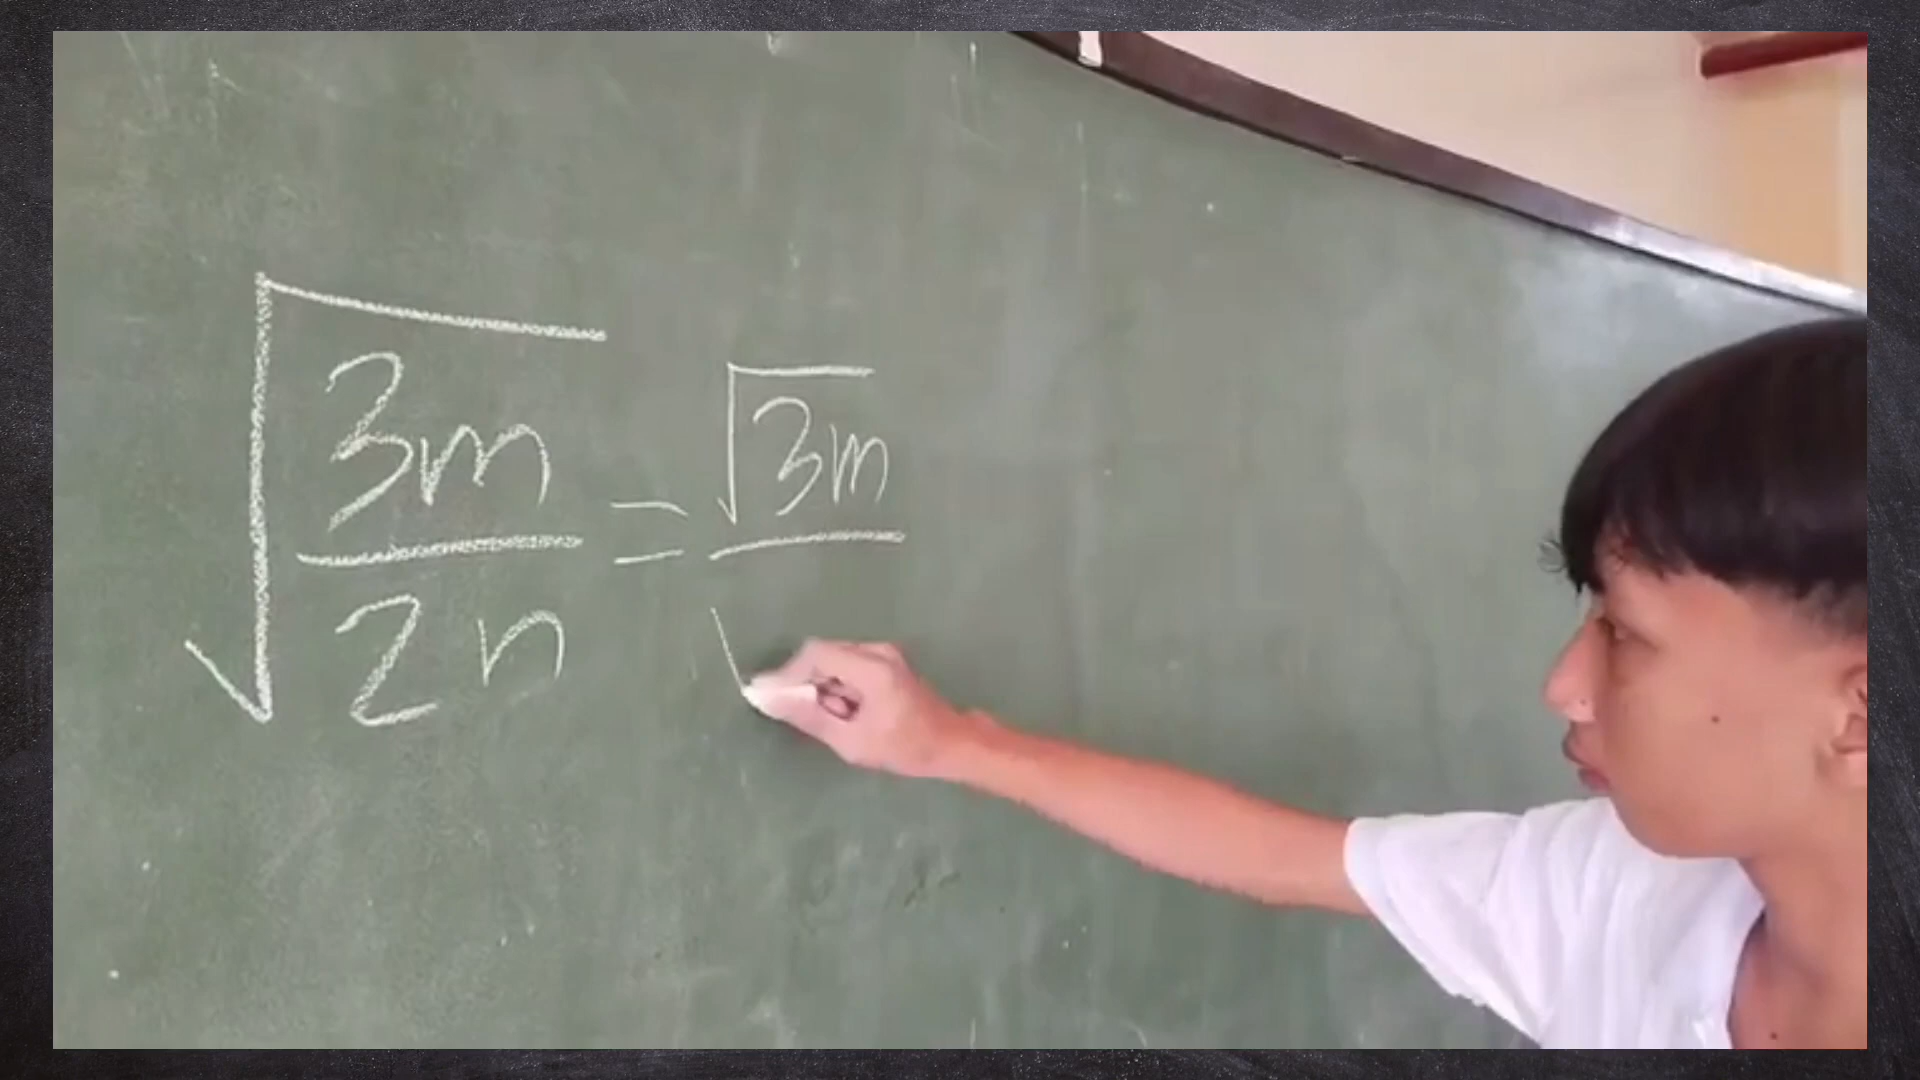 √(3m/2n) = √3m/√